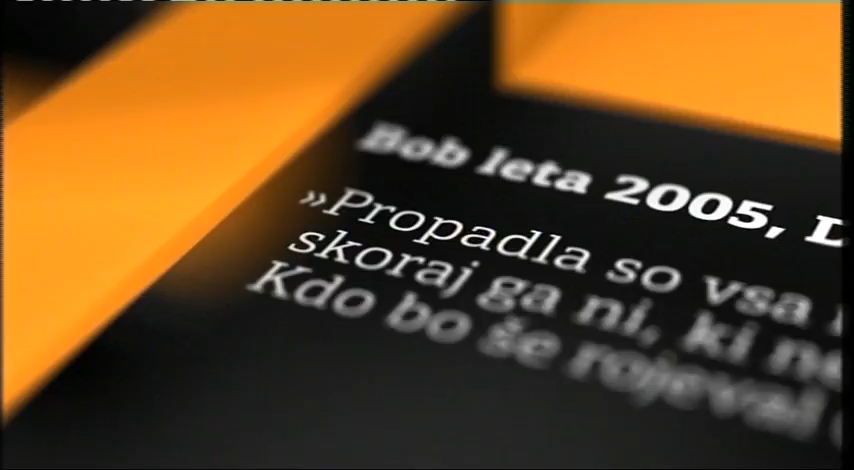 Bob leta 2005, D
»Propadla so vsa
skoraj ga ni, ki ne
Kdo bo še rojeval